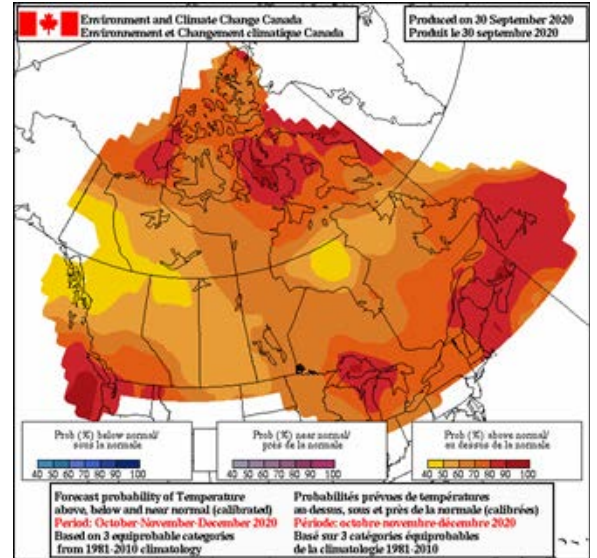 Environment and Climate Change Canada
Environnement et Changement climatique Canada
Produced on 30 September 2020
Produit le 30 septembre 2020
Prob (%) below normal/
sous la normale
40 50 60 70 80 90 100
Prob (%) near normal/
près de la normale
40 50 60 70 80 90 100
Prob (%) above normal/
au dessus de la normale
40 50 60 70 80 90 100
Forecast probability of Temperature
above, below and near normal (calibrated)
Period: October-November-December 2020
Based on 3 equiprobable categories
from 1981-2010 climatology
Probabilités prévues de températures
au-dessus, sous et près de la normale (calibrées)
Période: octobre-novembre-décembre 2020
Basé sur 3 catégories équiprobables
de la climatologie 1981-2010